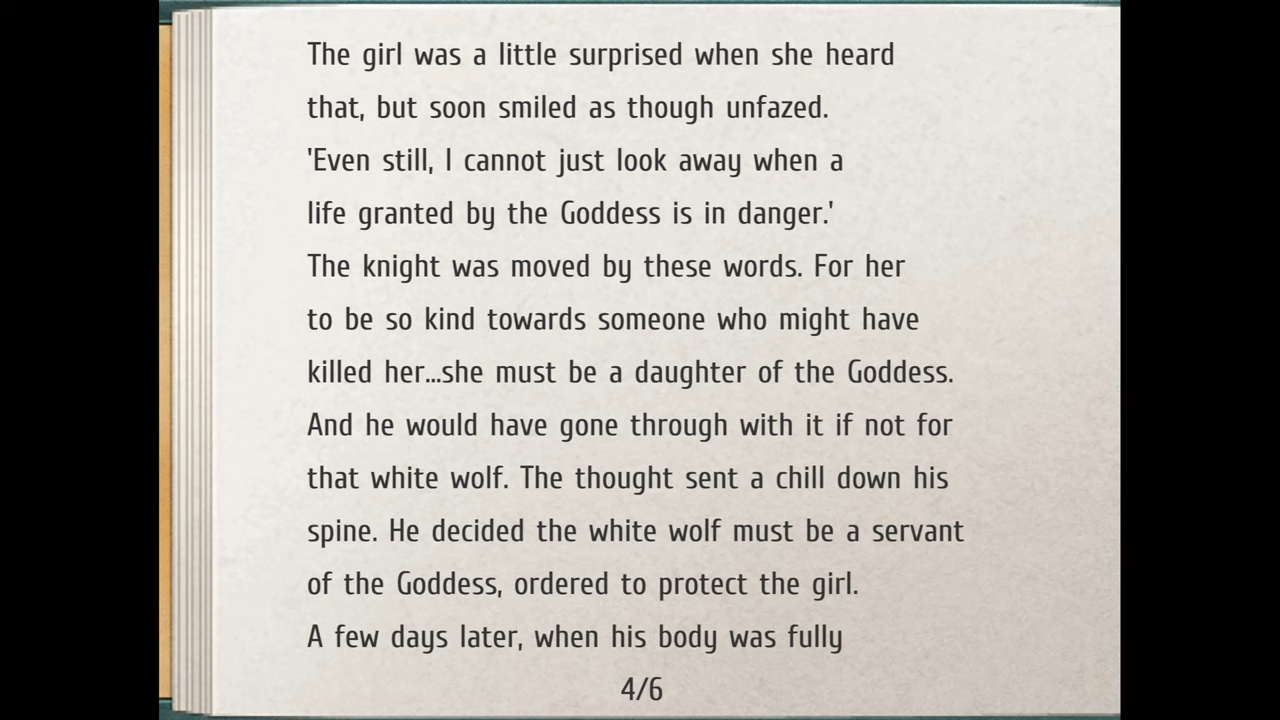 The girl was a little surprised when she heard
that, but soon smiled as though unfazed.
'Even still, I cannot just look away when a
life granted by the Goddess is in danger.'
The knight was moved by these words. For her
to be so kind towards someone who might have
killed her...she must be a daughter of the Goddess.
And he would have gone through with it if not for
that white wolf. The thought sent a chill down his
spine. He decided the white wolf must be a servant
of the Goddess, ordered to protect the girl.
A few days later, when his body was fully
4/6